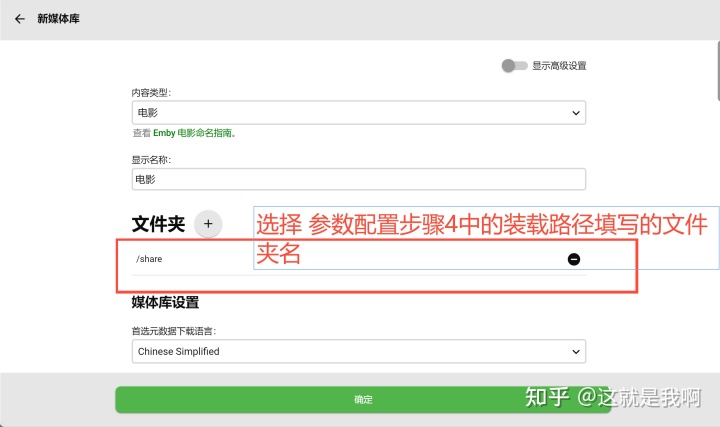 新媒体库
显示高级设置
内容类型：
电影
查看 Emby 电影命名指南。
显示名称：
电影
文件夹
选择 参数配置步骤4中的装载路径填写的文件
夹名
/share
媒体库设置
首选元数据下载语言：
Chinese Simplified
确定
知乎 @这就是我啊